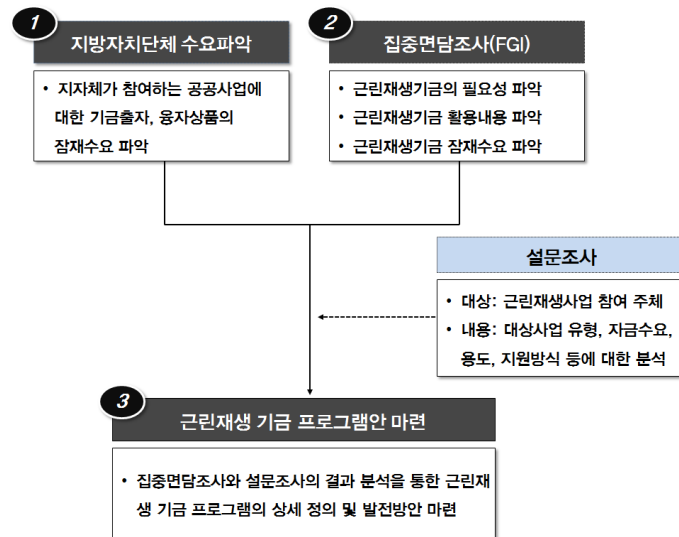 1
지방자치단체 수요파악
• 지자체가 참여하는 공공사업에
대한 기금출자, 융자상품의
잠재수요 파악
2
집중면담조사(FGI)
• 근린재생기금의 필요성 파악
• 근린재생기금 활용내용 파악
• 근린재생기금 잠재수요 파악
설문조사
• 대상: 근린재생사업 참여 주체
• 내용: 대상사업 유형, 자금수요,
용도, 지원방식 등에 대한 분석
3
근린재생 기금 프로그램안 마련
• 집중면담조사와 설문조사의 결과 분석을 통한 근린재
생 기금 프로그램의 상세 정의 및 발전방안 마련